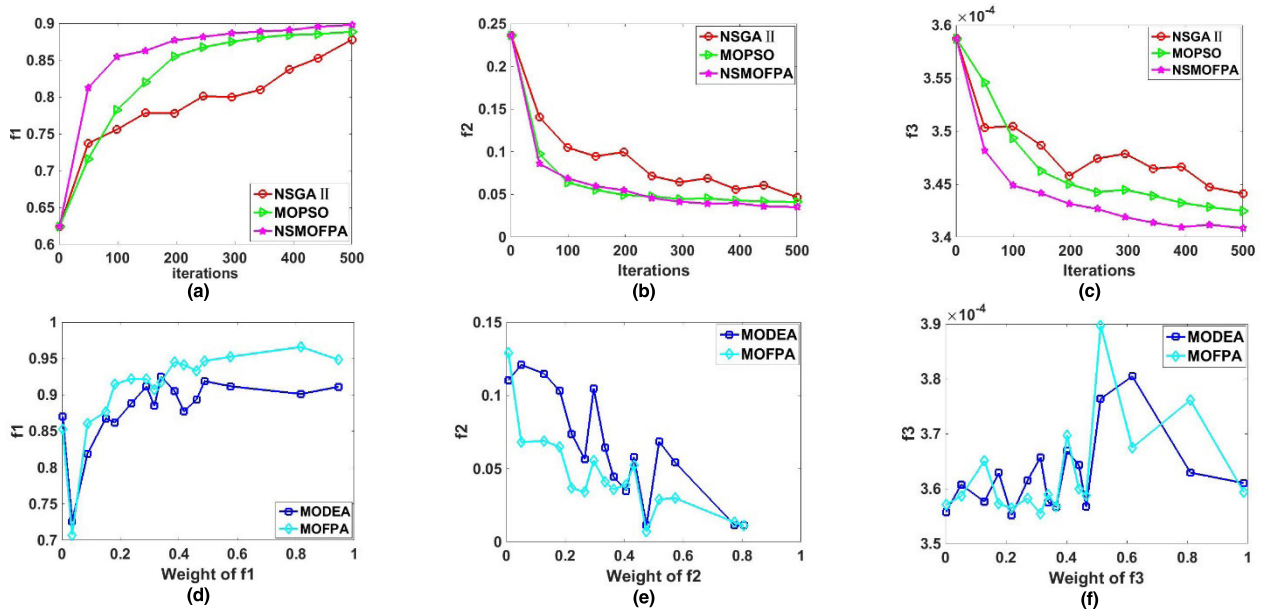 0.9
0.85
0.8
0.75
0.7
0.65
0.6
f1
0 100 200 300 400 500
iterations
NSGA II
MOPSO
NSMOFPA
(a)
0.25
0.2
0.15
0.1
0.05
0
f2
0 100 200 300 400 500
Iterations
NSGA II
MOPSO
NSMOFPA
(b)
×10-4
3.6
3.55
3.5
3.45
3.4
f3
0 100 200 300 400 500
Iterations
NSGA II
MOPSO
NSMOFPA
(c)
1
0.95
0.9
0.85
0.8
0.75
0.7
f1
0 0.2 0.4 0.6 0.8 1
Weight of f1
MODEA
MOFPA
(d)
0.15
0.1
0.05
0
f2
0 0.2 0.4 0.6 0.8 1
Weight of f2
MODEA
MOFPA
(e)
×10-4
3.9
3.8
3.7
3.6
3.5
f3
0 0.2 0.4 0.6 0.8 1
Weight of f3
MODEA
MOFPA
(f)